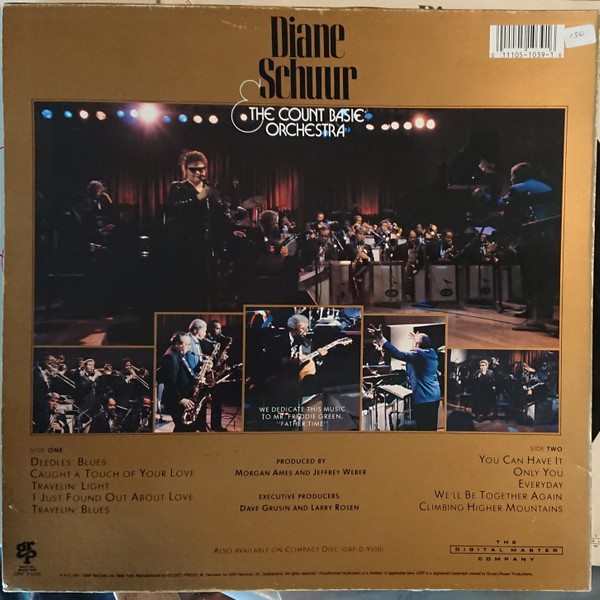 Diane
Schuur
& THE COUNT BASIE
ORCHESTRA
11105-1039-1
WE DEDICATE THIS MUSIC
TO MR. FREDDIE GREEN,
"FATHER TIME"
SIDE ONE
DEEDLES' BLUES
CAUGHT A TOUCH OF YOUR LOVE
TRAVELIN' LIGHT
I JUST FOUND OUT ABOUT LOVE
TRAVELIN' BLUES
PRODUCED BY
MORGAN AMES AND JEFFREY WEBER
EXECUTIVE PRODUCERS:
DAVE GRUSIN AND LARRY ROSEN
SIDE TWO
YOU CAN HAVE IT
ONLY YOU
EVERYDAY
WE'LL BE TOGETHER AGAIN
CLIMBING HIGHER MOUNTAINS
ALSO AVAILABLE ON COMPACT DISC (GRP-D-9550)
GRP
THE
DIGITAL MASTER
COMPANY